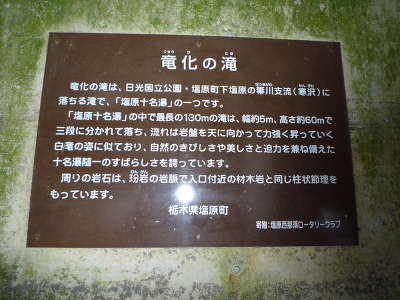 りゅう か たき
竜化の滝
竜化の滝は、日光国立公園・塩原町下塩原の箒川支流(寒沢)に
落ちる滝で、「塩原十名瀑」の一つです。
「塩原十名瀑」の中で最長の130mの滝は、幅約5m、高さ約60mで
三段に分かれて落ち、流れは岩盤を天に向かって力強く昇っていく
白竜の姿に似ており、自然のきびしさや美しさと迫力を兼ね備えた
十名瀑随一のすばらしさを誇っています。
周りの岩石は、玢岩の岩脈で入口付近の材木岩と同じ柱状節理を
もっています。
栃木県塩原町
寄贈:塩原西那須ロータリークラブ